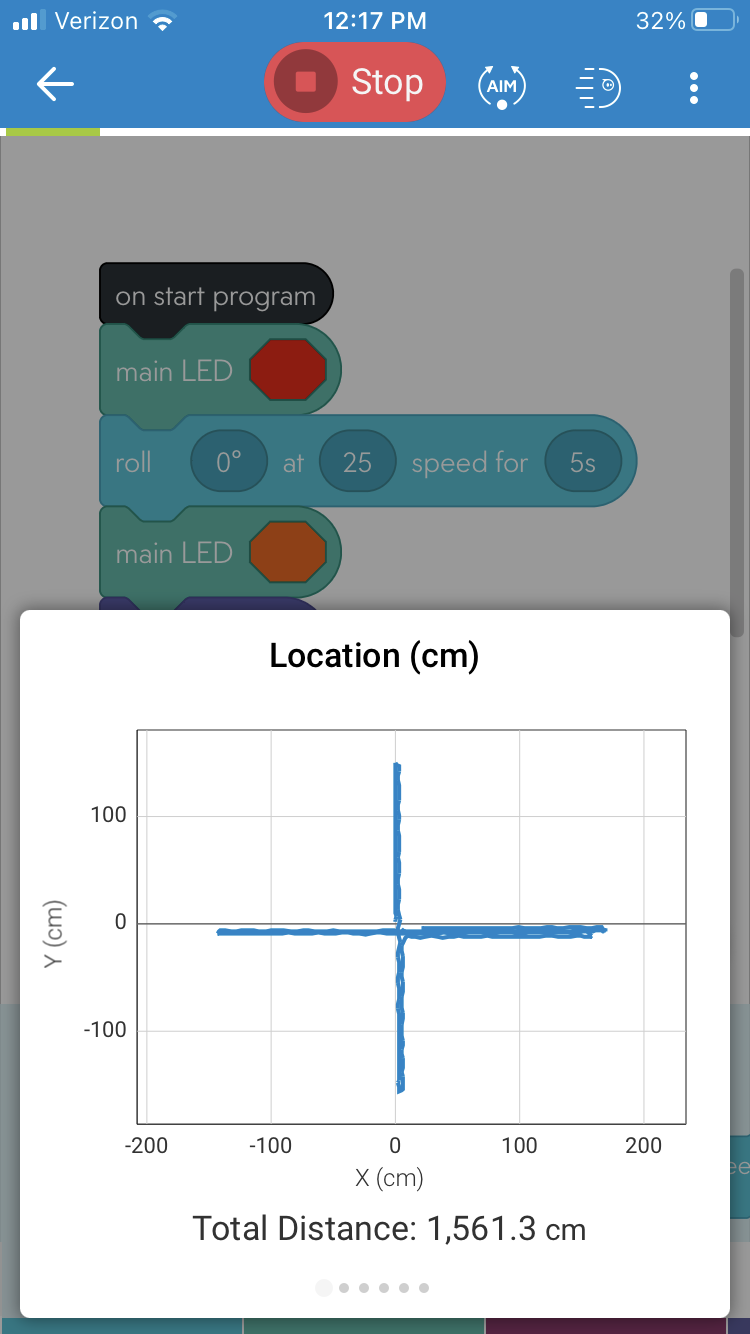 Verizon 12:17 PM 32%
Stop AIM
on start program
main LED
roll 0° at 25 speed for 5s
main LED
Location (cm)
100
0
-100
Y (cm)
-200 -100 0 100 200
X (cm)
Total Distance: 1,561.3 cm